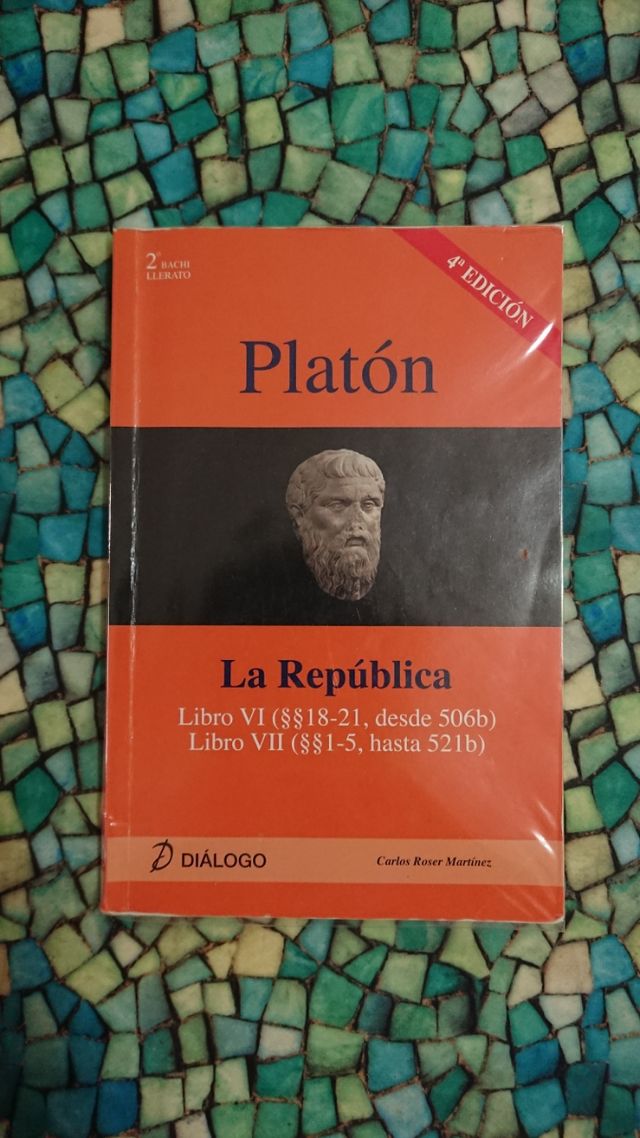 2º BACHI
LLERATO
4ª EDICIÓN
Platón
La República
Libro VI (§§18-21, desde 506b)
Libro VII (§§1-5, hasta 521b)
DIÁLOGO
Carlos Roser Martínez